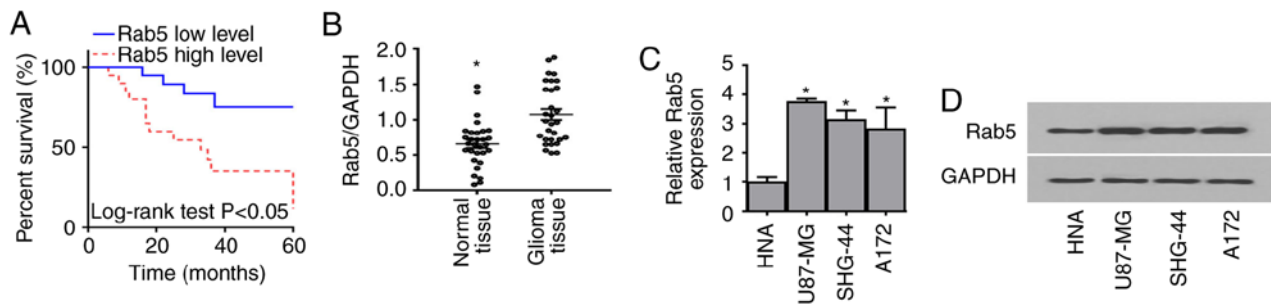 A
Rab5 low level
Rab5 high level
Percent survival (%)
100
50
0
Log-rank test P<0.05
0
20
40
60
Time (months)
B
Rab5/GAPDH
2.0
1.5
1.0
0.5
0.0
*
Normal
tissue
Glioma
tissue
C
Relative Rab5
expression
5
4
3
2
1
0
*
*
*
HNA
U87-MG
SHG-44
A172
D
Rab5
GAPDH
HNA
U87-MG
SHG-44
A172